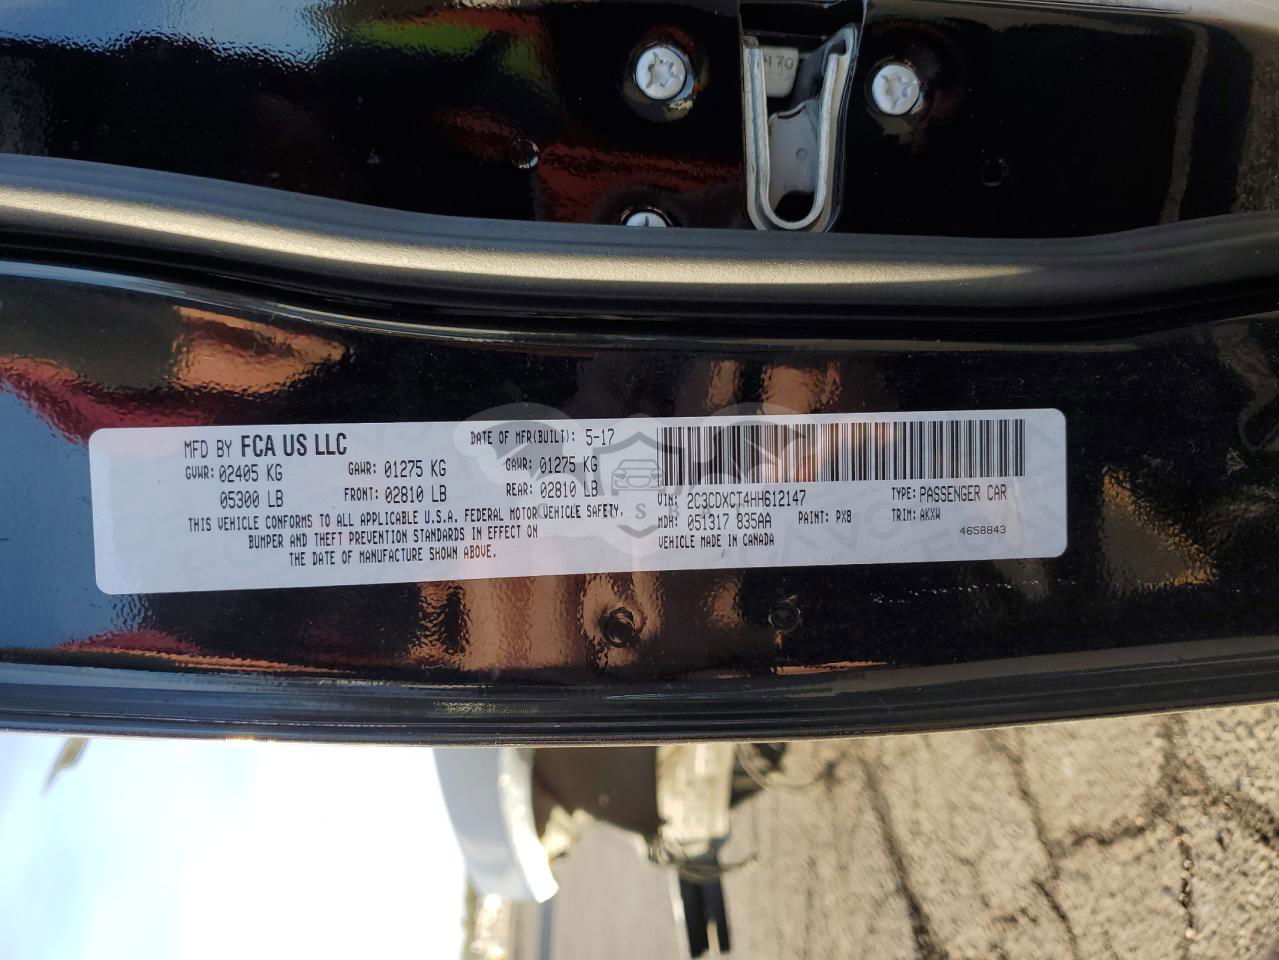 MFD BY FCA US LLC DATE OF MFR(BUILT): 5-17
GVWR: 02405 KG GAWR: 01275 KG GAWR: 01275 KG
05300 LB FRONT: 02810 LB REAR: 02810 LB
THIS VEHICLE CONFORMS TO ALL APPLICABLE U.S.A. FEDERAL MOTOR VEHICLE SAFETY,
BUMPER AND THEFT PREVENTION STANDARDS IN EFFECT ON
THE DATE OF MANUFACTURE SHOWN ABOVE.
VIN: 2C3CDXCT4HH612147 TYPE: PASSENGER CAR
MDH: 051317 835AA PAINT: PX8 TRIM: AKXW
VEHICLE MADE IN CANADA 4658843